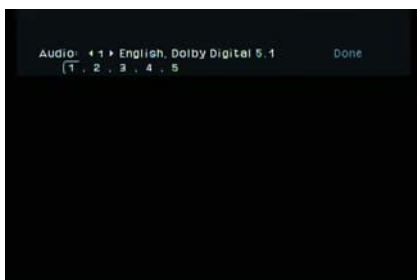 Audio: ◂ 1 ▸ English, Dolby Digital 5.1 Done
1 . 2 . 3 . 4 . 5